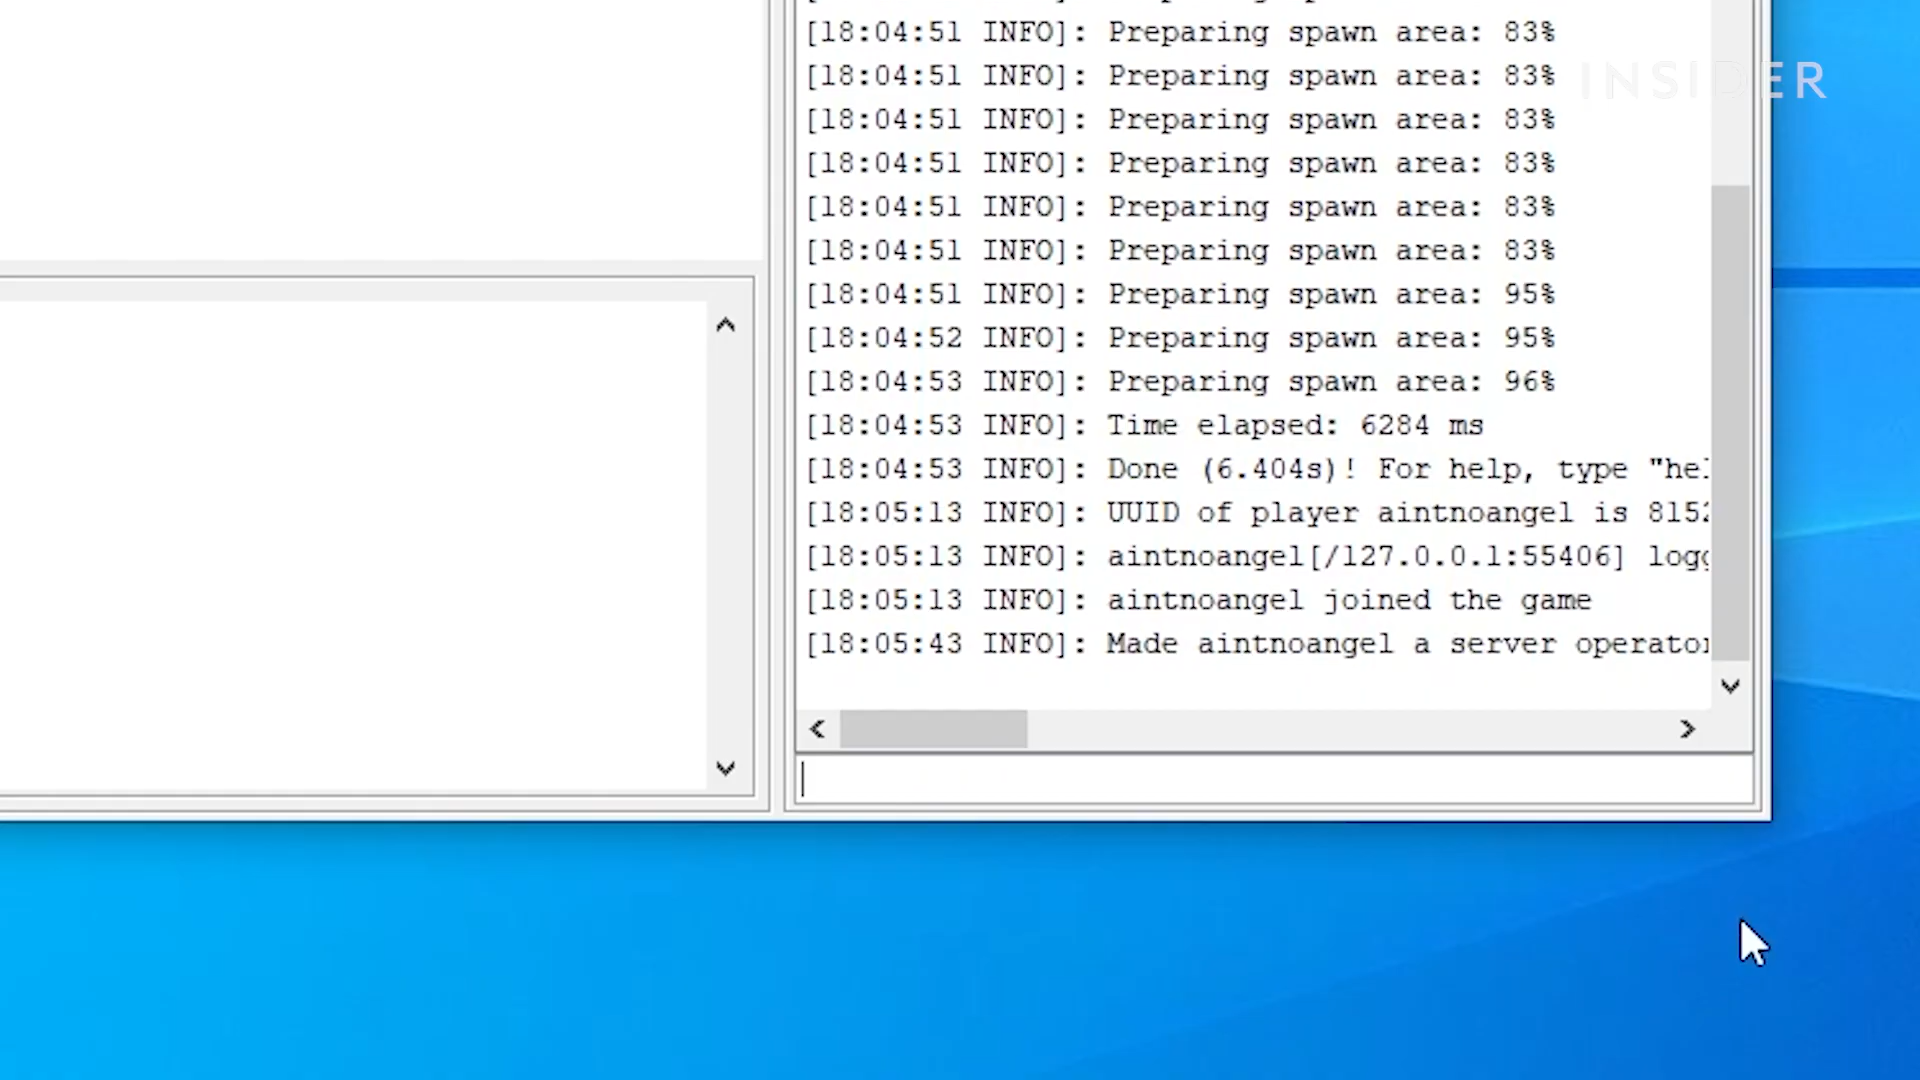 [18:04:51 INFO]: Preparing spawn area: 83%
[18:04:51 INFO]: Preparing spawn area: 83%
[18:04:51 INFO]: Preparing spawn area: 83%
[18:04:51 INFO]: Preparing spawn area: 83%
[18:04:51 INFO]: Preparing spawn area: 83%
[18:04:51 INFO]: Preparing spawn area: 83%
[18:04:51 INFO]: Preparing spawn area: 95%
[18:04:52 INFO]: Preparing spawn area: 95%
[18:04:53 INFO]: Preparing spawn area: 96%
[18:04:53 INFO]: Time elapsed: 6284 ms
[18:04:53 INFO]: Done (6.404s)! For help, type "hel
[18:05:13 INFO]: UUID of player aintnoangel is 8152
[18:05:13 INFO]: aintnoangel[/127.0.0.1:55406] logg
[18:05:13 INFO]: aintnoangel joined the game
[18:05:43 INFO]: Made aintnoangel a server operator
INSIDER